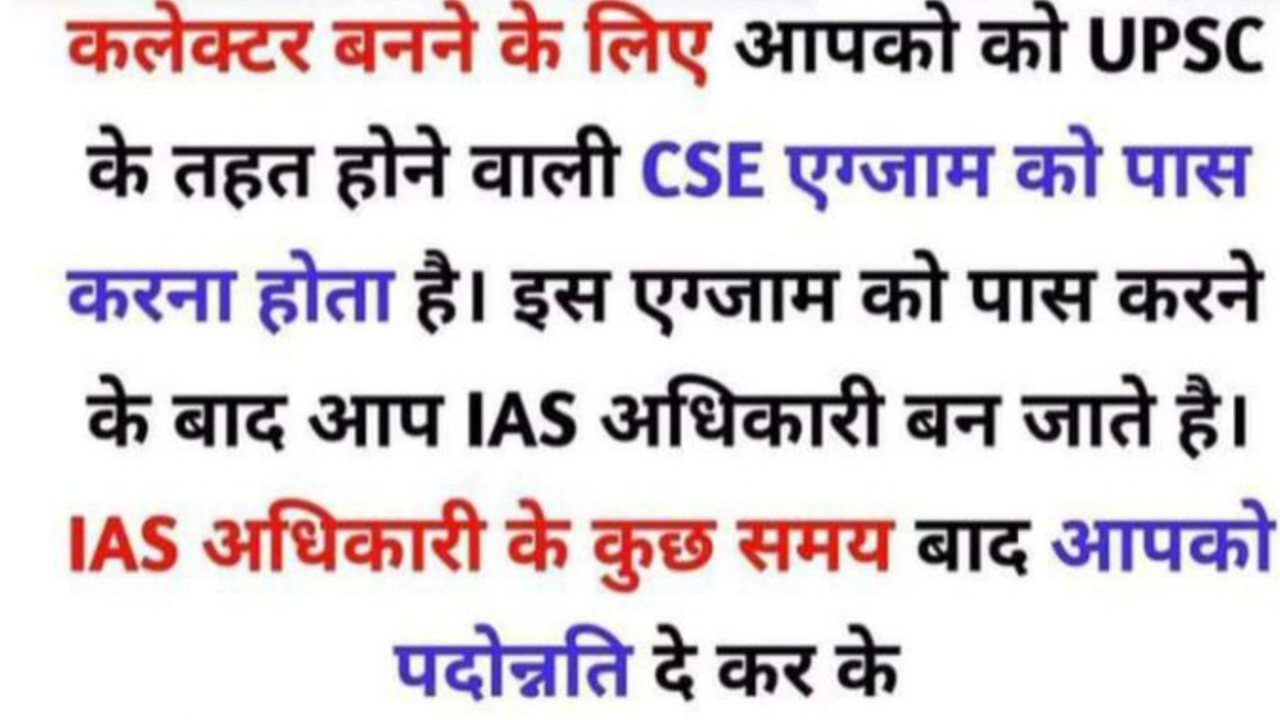 कलेक्टर बनने के लिए आपको को UPSC
के तहत होने वाली CSE एग्जाम को पास
करना होता है। इस एग्जाम को पास करने
के बाद आप IAS अधिकारी बन जाते है।
IAS अधिकारी के कुछ समय बाद आपको
पदोन्नति दे कर के